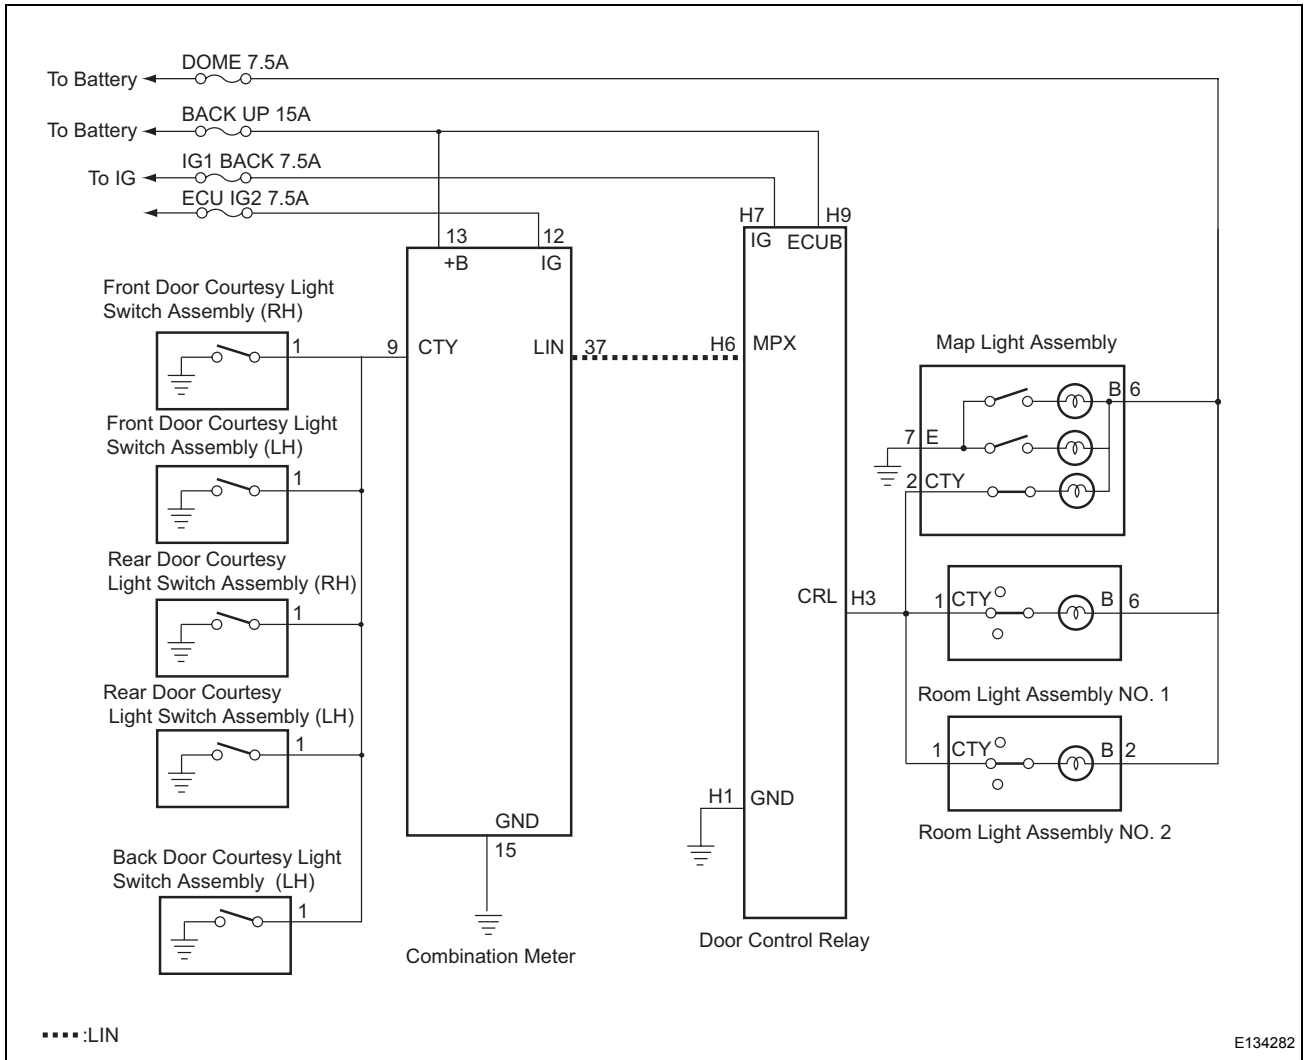 DOME 7.5A
To Battery
BACK UP 15A
To Battery
IG1 BACK 7.5A
To IG
ECU IG2 7.5A
H7 H9
IG ECUB
13 12
+B IG
Front Door Courtesy Light
Switch Assembly (RH)
1
9 CTY
LIN 37
H6 MPX
Map Light Assembly
B 6
7 E
2 CTY
Front Door Courtesy Light
Switch Assembly (LH)
1
Rear Door Courtesy
Light Switch Assembly (RH)
1
CRL H3
1 CTY B 6
Room Light Assembly NO. 1
Rear Door Courtesy
Light Switch Assembly (LH)
1
1 CTY B 2
Room Light Assembly NO. 2
H1 GND
GND
15
Back Door Courtesy Light
Switch Assembly (LH)
1
Combination Meter
Door Control Relay
:LIN
E134282